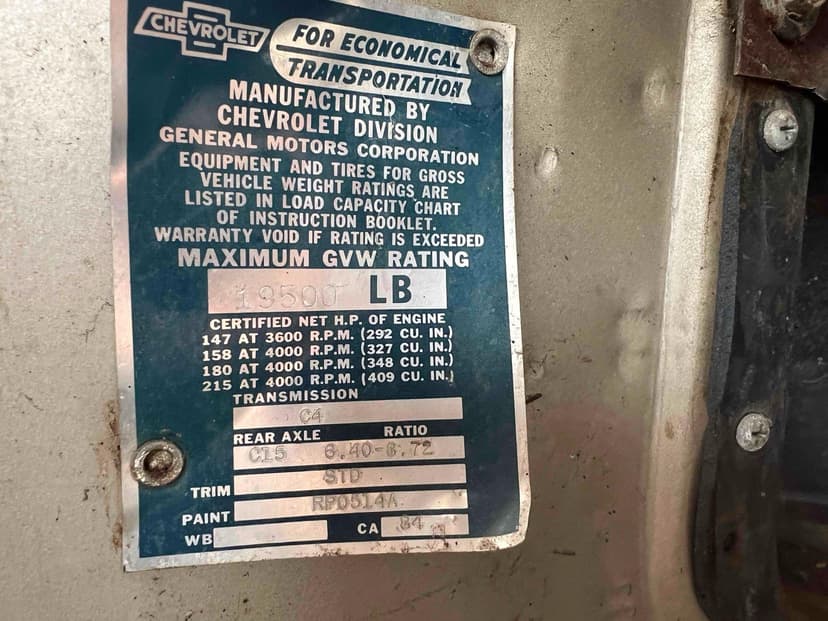 CHEVROLET
FOR ECONOMICAL
TRANSPORTATION
MANUFACTURED BY
CHEVROLET DIVISION
GENERAL MOTORS CORPORATION
EQUIPMENT AND TIRES FOR GROSS
VEHICLE WEIGHT RATINGS ARE
LISTED IN LOAD CAPACITY CHART
OF INSTRUCTION BOOKLET.
WARRANTY VOID IF RATING IS EXCEEDED
MAXIMUM GVW RATING
19500 LB
CERTIFIED NET H.P. OF ENGINE
147 AT 3600 R.P.M. (292 CU. IN.)
158 AT 4000 R.P.M. (327 CU. IN.)
180 AT 4000 R.P.M. (348 CU. IN.)
215 AT 4000 R.P.M. (409 CU. IN.)
TRANSMISSION
C4
REAR AXLE RATIO
C15 6.40-6.72
TRIM STD
PAINT RPO514A
WB CA 84